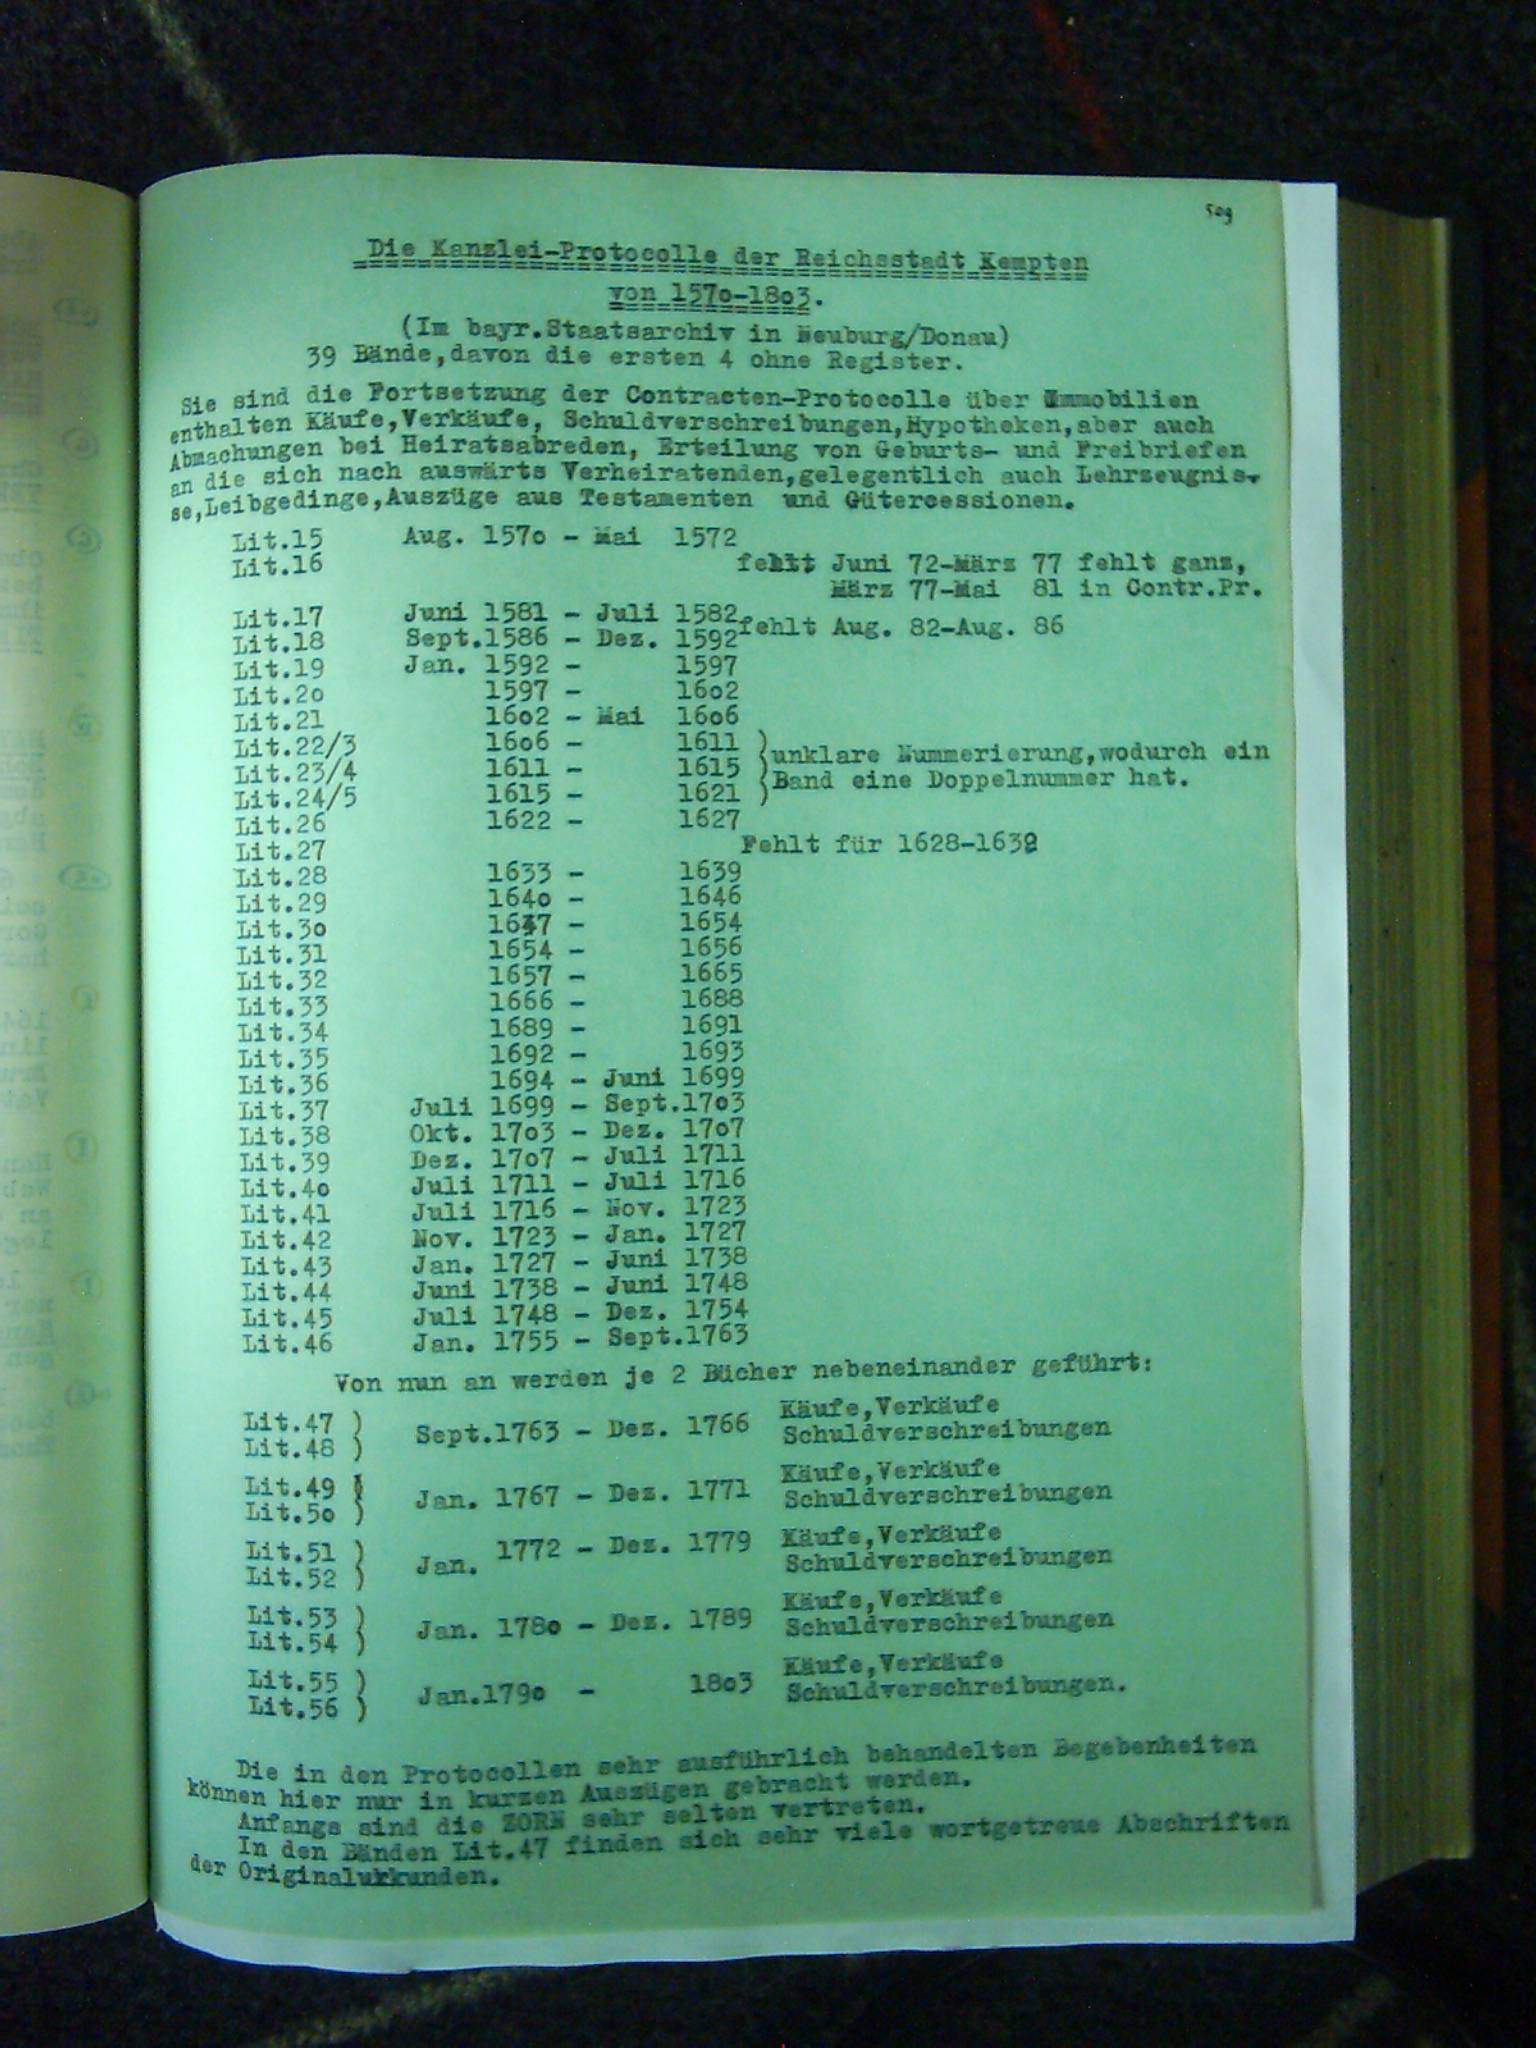 509
Die Kanzlei-Protocolle der Reichsstadt Kempten
von 1570-1803.
(Im bayr.Staatsarchiv in Neuburg/Donau)
39 Bände,davon die ersten 4 ohne Register.
Sie sind die Fortsetzung der Contracten-Protocolle über Immobilien
enthalten Käufe,Verkäufe, Schuldverschreibungen,Hypotheken,aber auch
Abmachungen bei Heiratsabreden, Erteilung von Geburts- und Freibriefen
an die sich nach auswärts Verheiratenden,gelegentlich auch Lehrzeugnis-
se,Leibgedinge,Auszüge aus Testamenten und Gütercessionen.
Lit.15 Aug. 1570 - Mai 1572
Lit.16 fehlt Juni 72-März 77 fehlt ganz,
März 77-Mai 81 in Contr.Pr.
Lit.17 Juni 1581 - Juli 1582
Lit.18 Sept.1586 - Dez. 1592 fehlt Aug. 82-Aug. 86
Lit.19 Jan. 1592 - 1597
Lit.20 1597 - 1602
Lit.21 1602 - Mai 1606
Lit.22/3 1606 - 1611 )
Lit.23/4 1611 - 1615 ) unklare Nummerierung,wodurch ein
Lit.24/5 1615 - 1621 ) Band eine Doppelnummer hat.
Lit.26 1622 - 1627
Lit.27 Fehlt für 1628-1632
Lit.28 1633 - 1639
Lit.29 1640 - 1646
Lit.30 1647 - 1654
Lit.31 1654 - 1656
Lit.32 1657 - 1665
Lit.33 1666 - 1688
Lit.34 1689 - 1691
Lit.35 1692 - 1693
Lit.36 1694 - Juni 1699
Lit.37 Juli 1699 - Sept.1703
Lit.38 Okt. 1703 - Dez. 1707
Lit.39 Dez. 1707 - Juli 1711
Lit.40 Juli 1711 - Juli 1716
Lit.41 Juli 1716 - Nov. 1723
Lit.42 Nov. 1723 - Jan. 1727
Lit.43 Jan. 1727 - Juni 1738
Lit.44 Juni 1738 - Juni 1748
Lit.45 Juli 1748 - Dez. 1754
Lit.46 Jan. 1755 - Sept.1763
Von nun an werden je 2 Bücher nebeneinander geführt:
Lit.47 ) Sept.1763 - Dez. 1766 Käufe,Verkäufe
Lit.48 ) Schuldverschreibungen
Lit.49 ) Jan. 1767 - Dez. 1771 Käufe,Verkäufe
Lit.50 ) Schuldverschreibungen
Lit.51 ) Jan. 1772 - Dez. 1779 Käufe,Verkäufe
Lit.52 ) Schuldverschreibungen
Lit.53 ) Jan. 1780 - Dez. 1789 Käufe,Verkäufe
Lit.54 ) Schuldverschreibungen
Lit.55 ) Jan.1790 - 1803 Käufe,Verkäufe
Lit.56 ) Schuldverschreibungen.
Die in den Protocollen sehr ausführlich behandelten Begebenheiten
können hier nur in kurzen Auszügen gebracht werden.
Anfangs sind die ZORN sehr selten vertreten.
In den Bänden Lit.47 finden sich sehr viele wortgetreue Abschriften
der Originalurkunden.